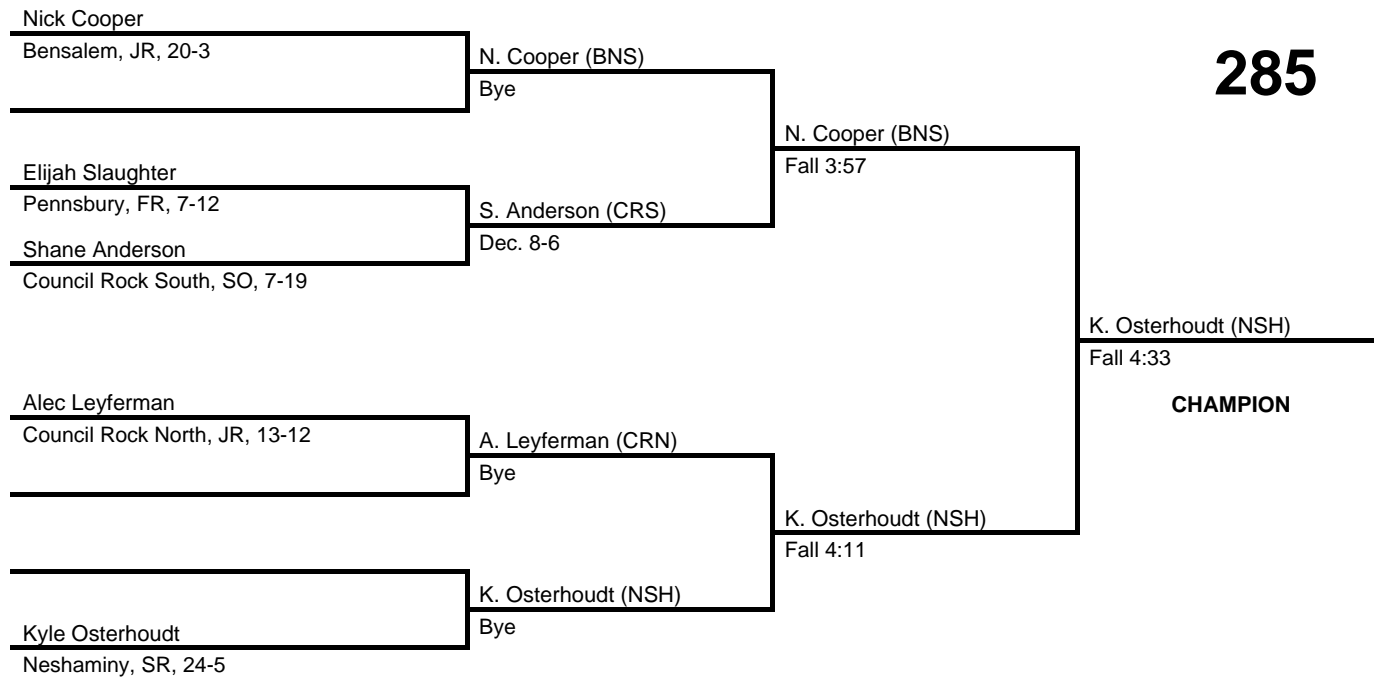 Nick Cooper
Bensalem, JR, 20-3
N. Cooper (BNS)
Bye
285
N. Cooper (BNS)
Fall 3:57
Elijah Slaughter
Pennsbury, FR, 7-12
S. Anderson (CRS)
Dec. 8-6
Shane Anderson
Council Rock South, SO, 7-19
K. Osterhoudt (NSH)
Fall 4:33
CHAMPION
Alec Leyferman
Council Rock North, JR, 13-12
A. Leyferman (CRN)
Bye
K. Osterhoudt (NSH)
Fall 4:11
K. Osterhoudt (NSH)
Bye
Kyle Osterhoudt
Neshaminy, SR, 24-5